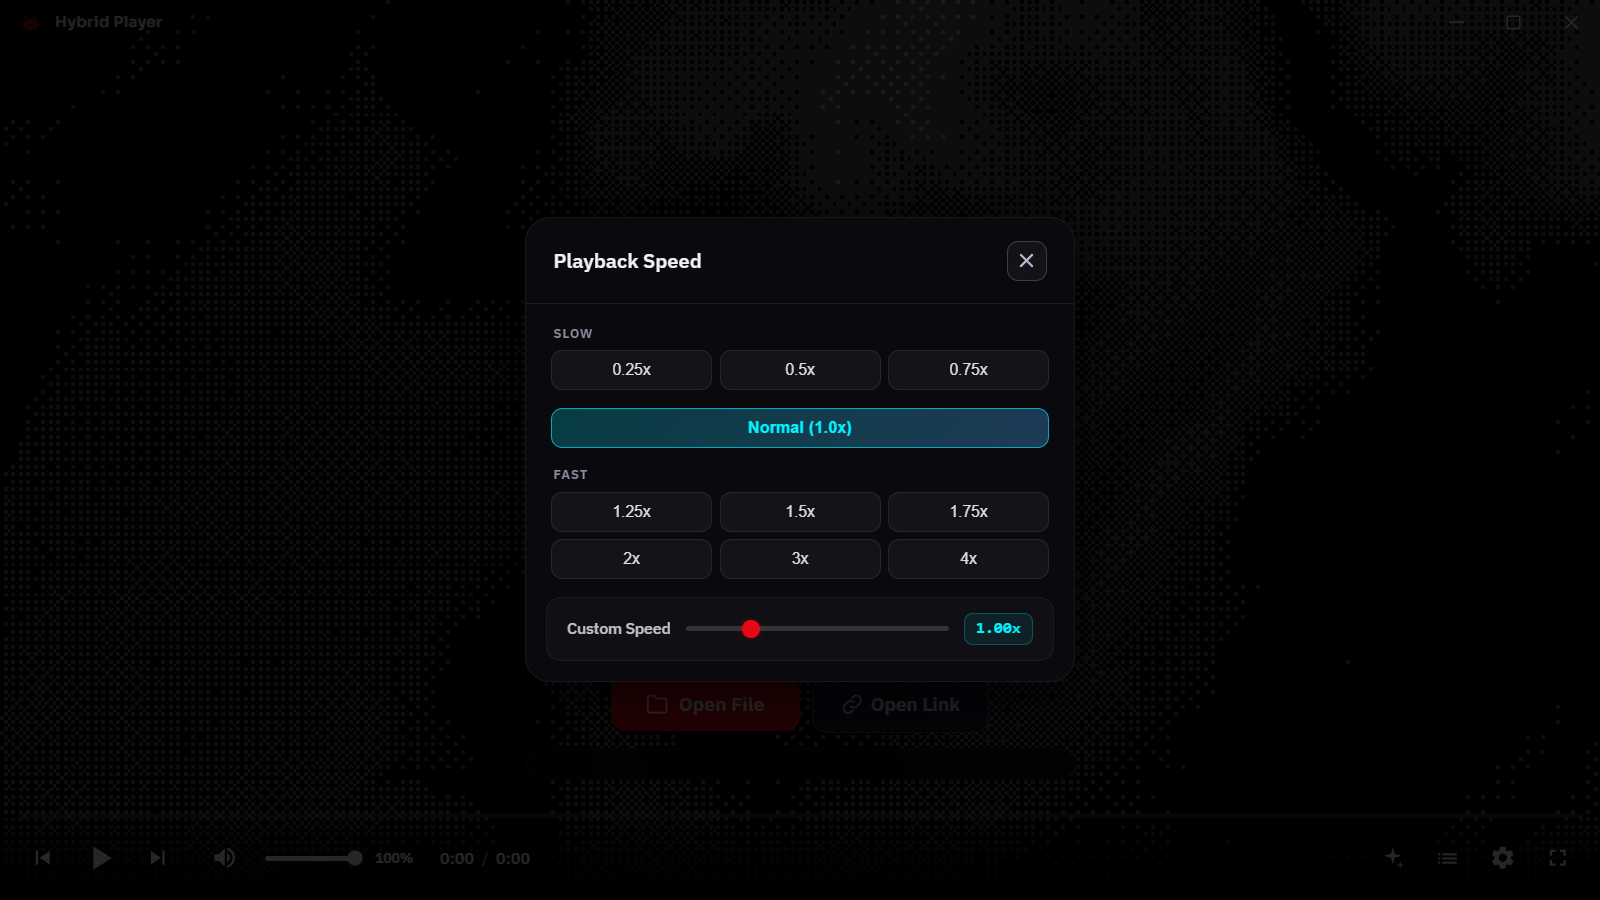 Hybrid Player
Playback Speed
SLOW
0.25x 0.5x 0.75x
Normal (1.0x)
FAST
1.25x 1.5x 1.75x
2x 3x 4x
Custom Speed 1.00x
Open File Open Link
100% 0:00 / 0:00